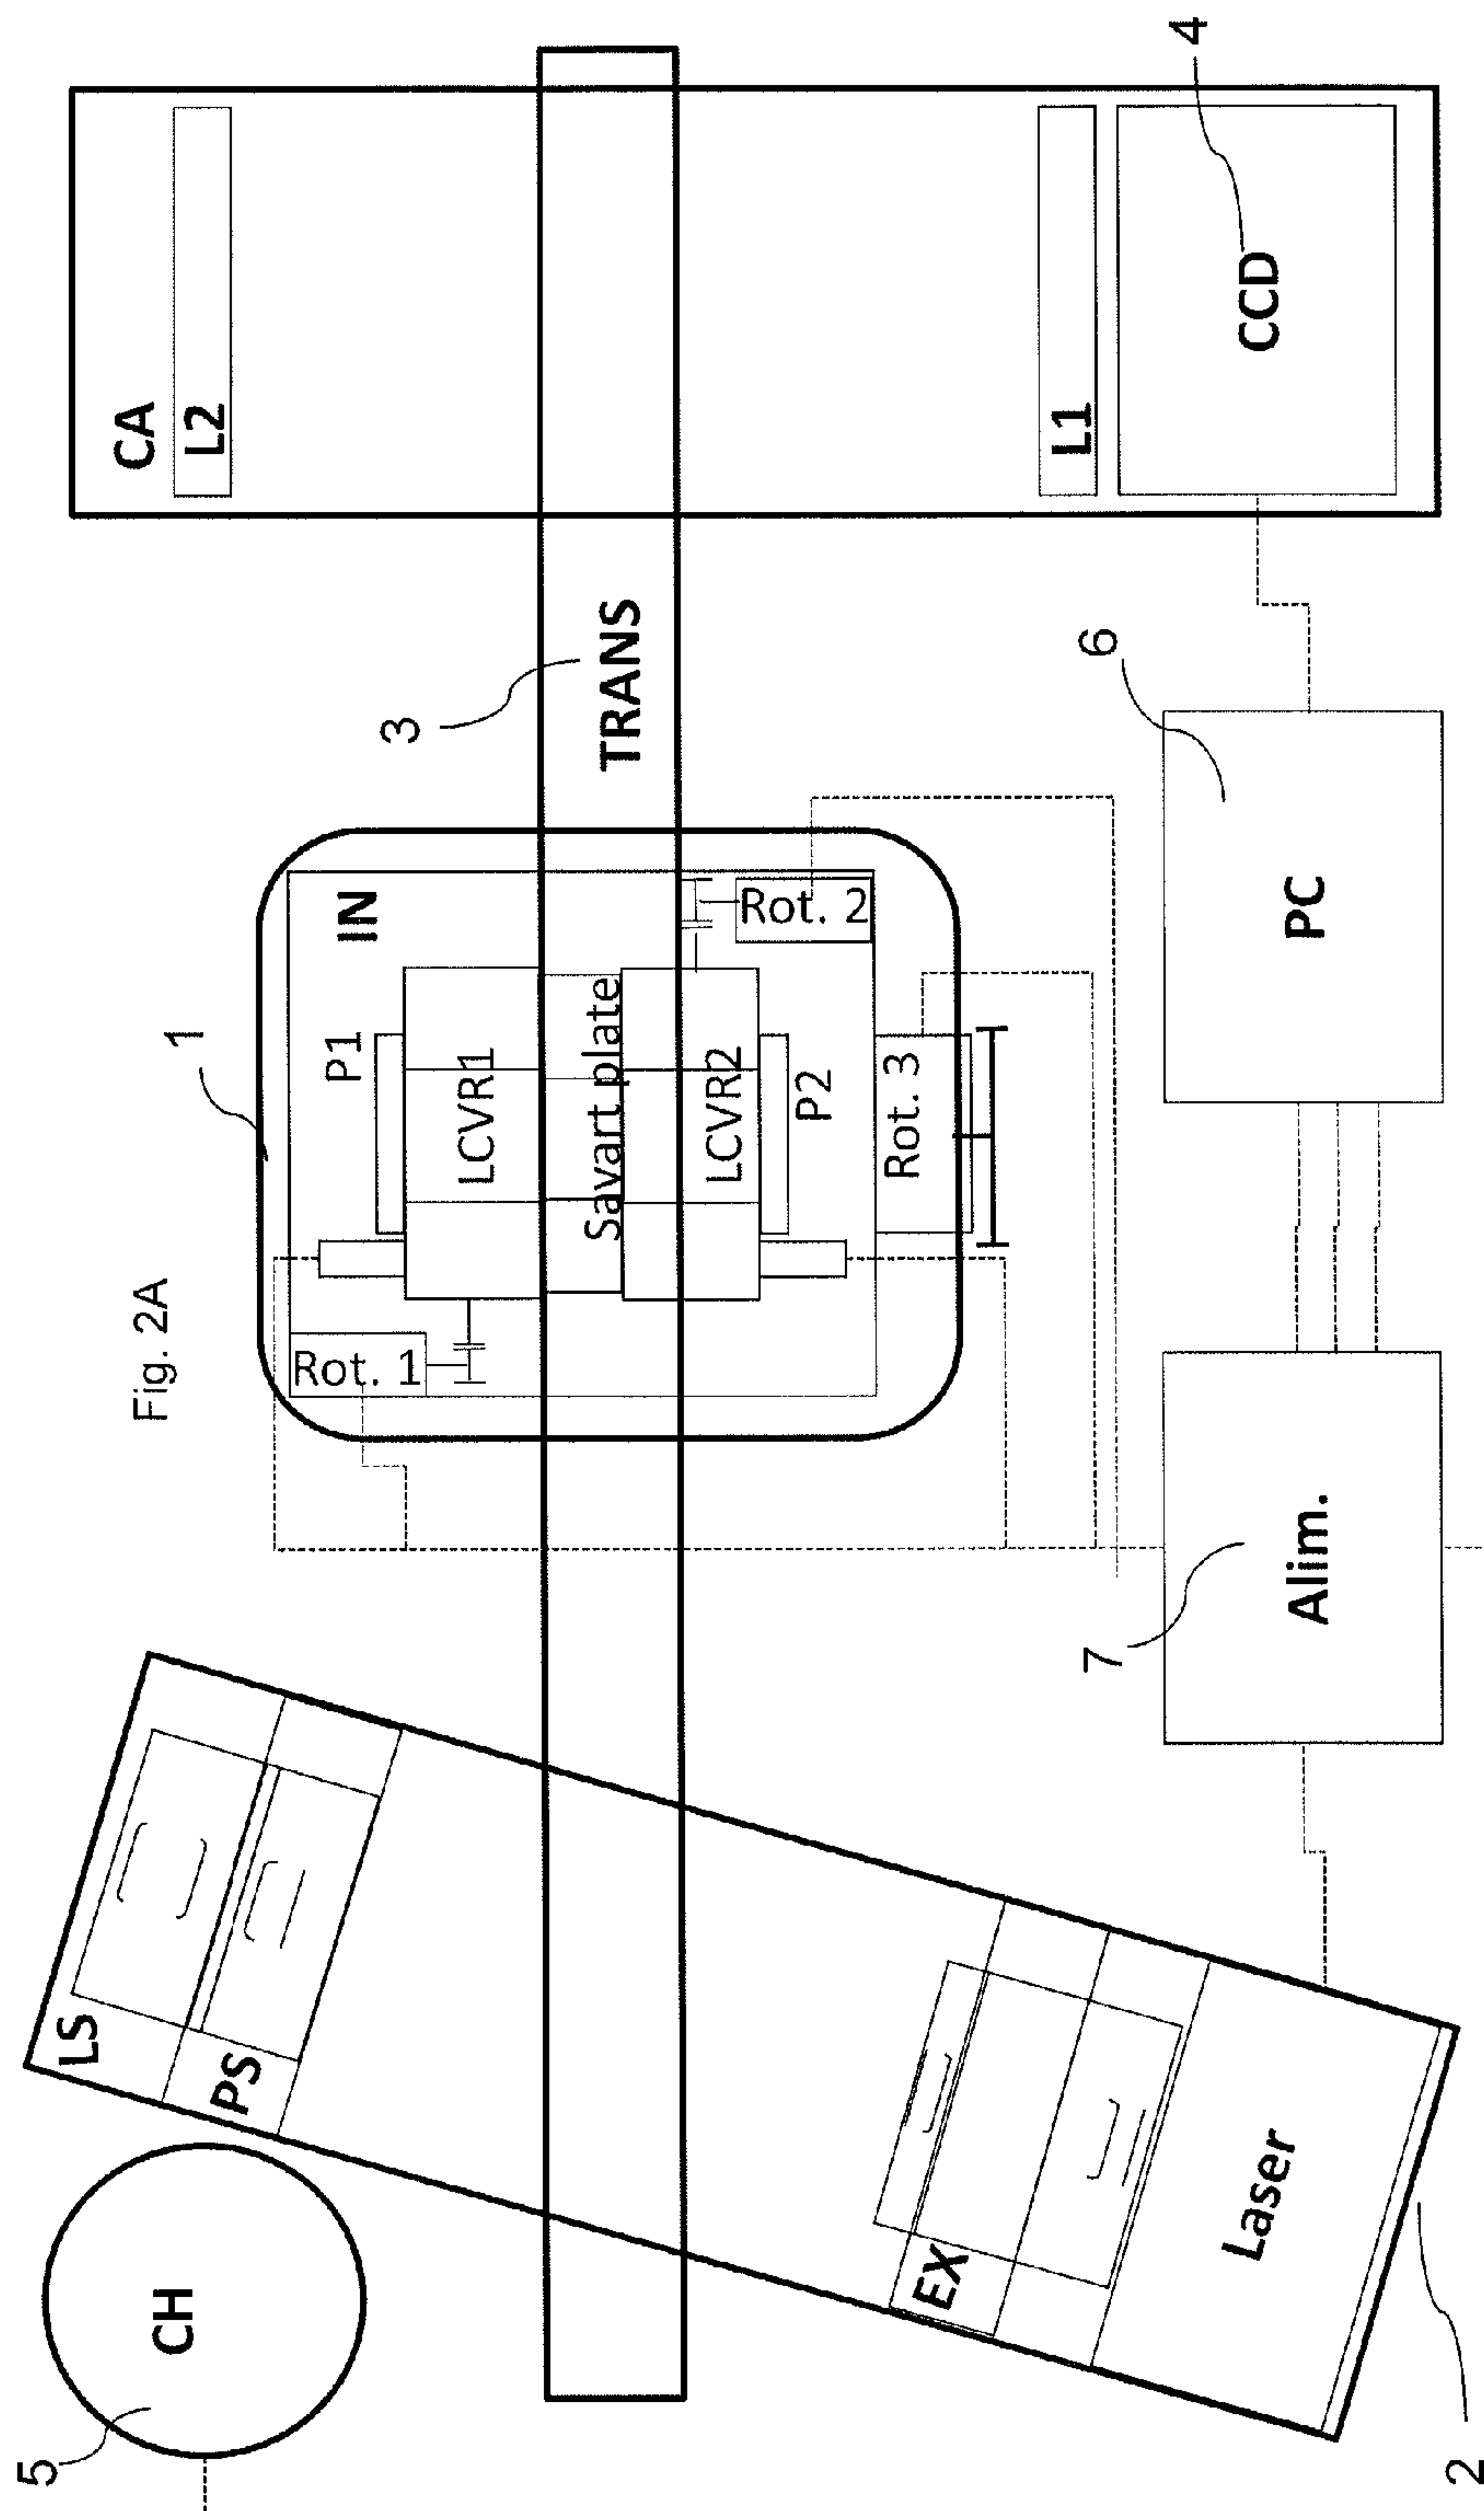 Fig. 2A
5
CH
LS
PS
EX
Laser
2
1
IN
P1
Rot. 1
LCVR1
Savart plate
LCVR2
P2
Rot. 2
Rot. 3
3
TRANS
CA
L2
L1
CCD
4
6
PC
7
Alim.